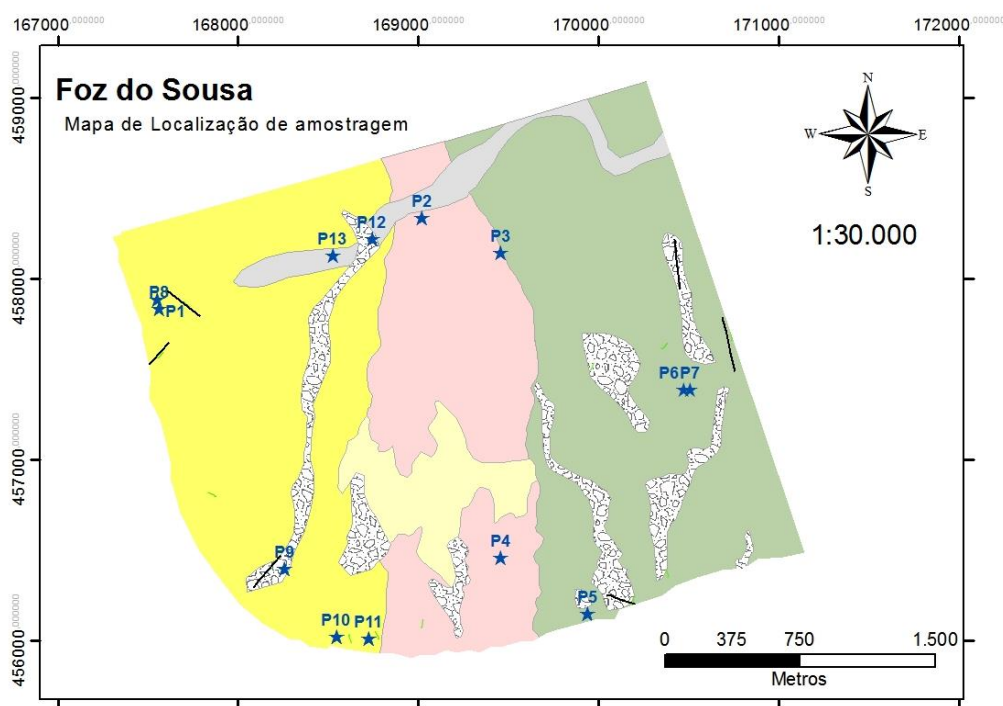 167000,000000 168000,000000 169000,000000 170000,000000 171000,000000 172000,000000
Foz do Sousa
Mapa de Localização de amostragem
N
W E
S
1:30.000
459000,000000
458000,000000
457000,000000
456000,000000
P2
P12
P3
P13
P8
P1
P6P7
P4
P9
P5
P10 P11
0 375 750 1.500
Metros